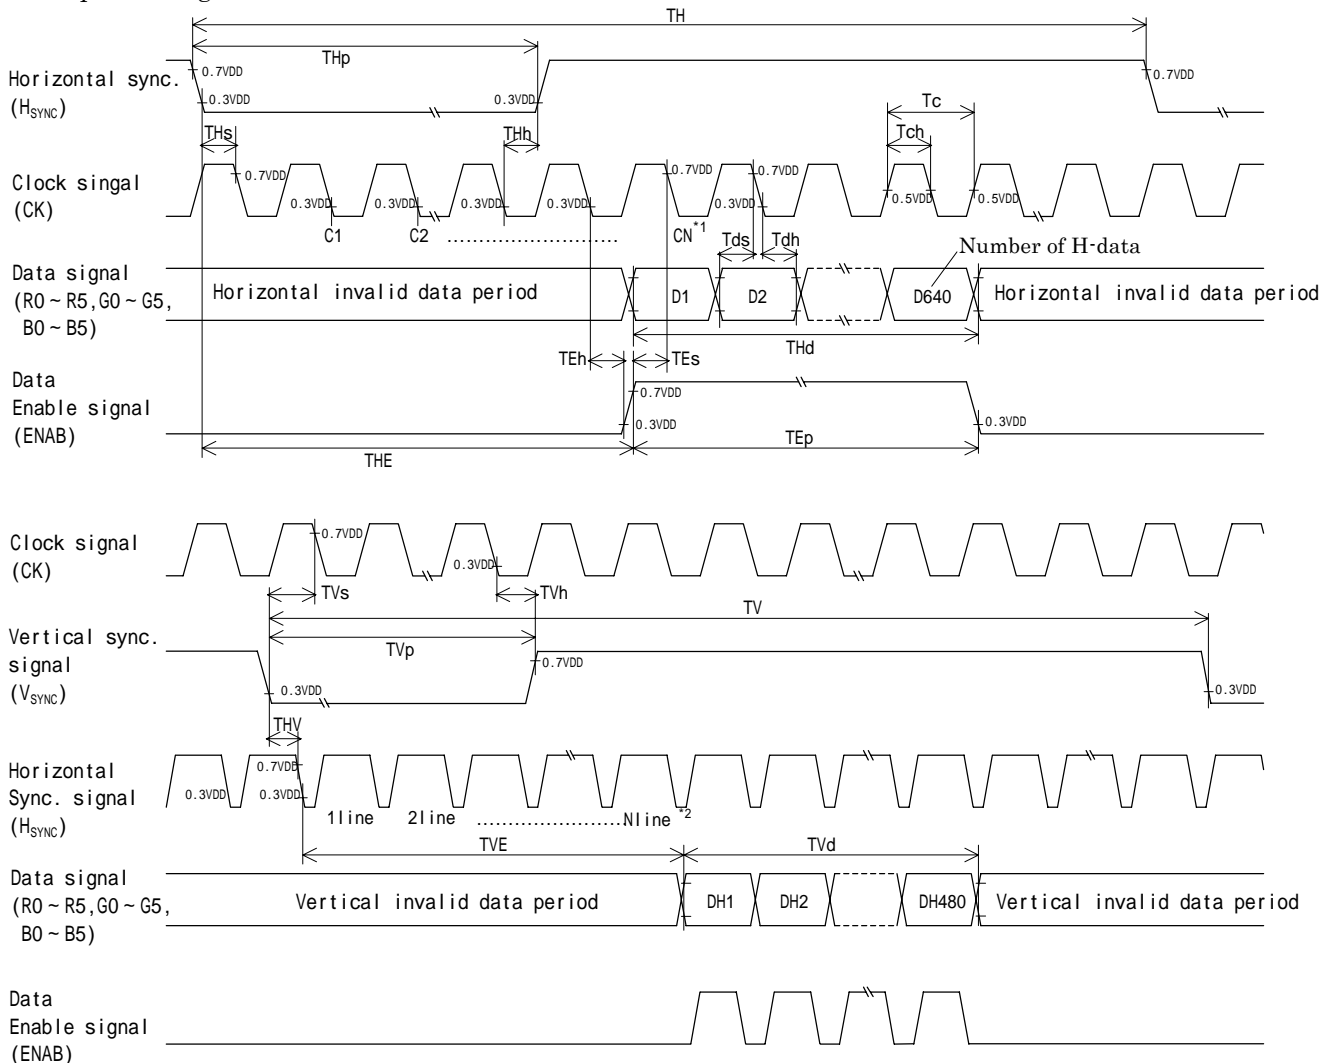 TH
THp
Horizontal sync.
(HSYNC)
0.7VDD
0.3VDD
0.3VDD
0.7VDD
THs
THh
Tc
Tch
Clock singal
(CK)
0.7VDD
0.3VDD
0.3VDD
0.3VDD
0.3VDD
0.7VDD
0.3VDD
0.7VDD
0.5VDD
0.5VDD
C1
C2
..............................
CN*1
Tds
Tdh
Number of H-data
Data signal
(R0~R5,G0~G5,
B0~B5)
Horizontal invalid data period
D1
D2
D640
Horizontal invalid data period
THd
TEh
TEs
Data
Enable signal
(ENAB)
0.7VDD
0.3VDD
0.3VDD
THE
TEp
Clock signal
(CK)
0.7VDD
0.3VDD
TVs
TVh
TV
Vertical sync.
signal
(VSYNC)
TVp
0.3VDD
0.7VDD
0.3VDD
THV
Horizontal
Sync. signal
(HSYNC)
0.3VDD
0.7VDD
0.3VDD
1line
2line
.........................
Nline*2
TVE
TVd
Data signal
(R0~R5,G0~G5,
B0~B5)
Vertical invalid data period
DH1
DH2
DH480
Vertical invalid data period
Data
Enable signal
(ENAB)